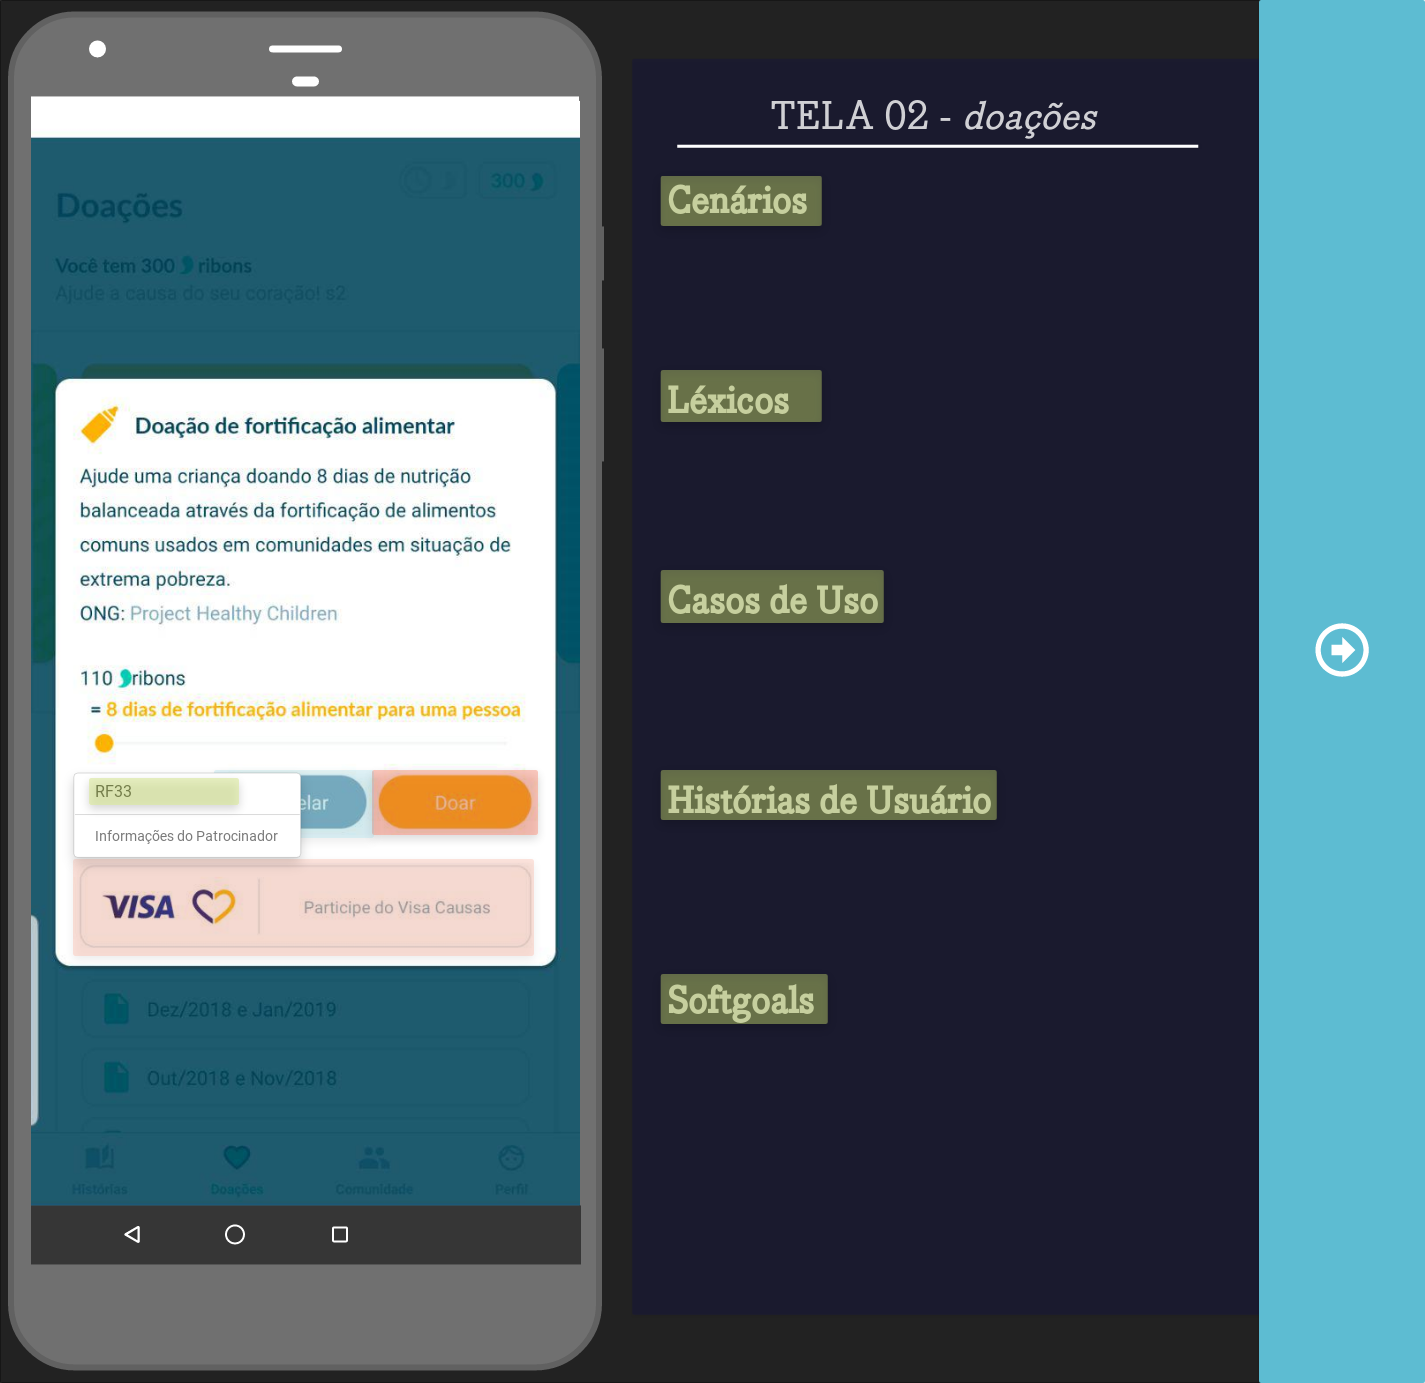 300
Doações
Você tem 300 ribons
Ajude a causa do seu coração! s2
Doação de fortificação alimentar
Ajude uma criança doando 8 dias de nutrição
balanceada através da fortificação de alimentos
comuns usados em comunidades em situação de
extrema pobreza.
ONG: Project Healthy Children
110 ribons
= 8 dias de fortificação alimentar para uma pessoa
RF33
Informações do Patrocinador
elar
Doar
VISA
Participe do Visa Causas
Dez/2018 e Jan/2019
Out/2018 e Nov/2018
Histórias
Doações
Comunidade
Perfil
TELA 02 - doações
Cenários
Léxicos
Casos de Uso
Histórias de Usuário
Softgoals